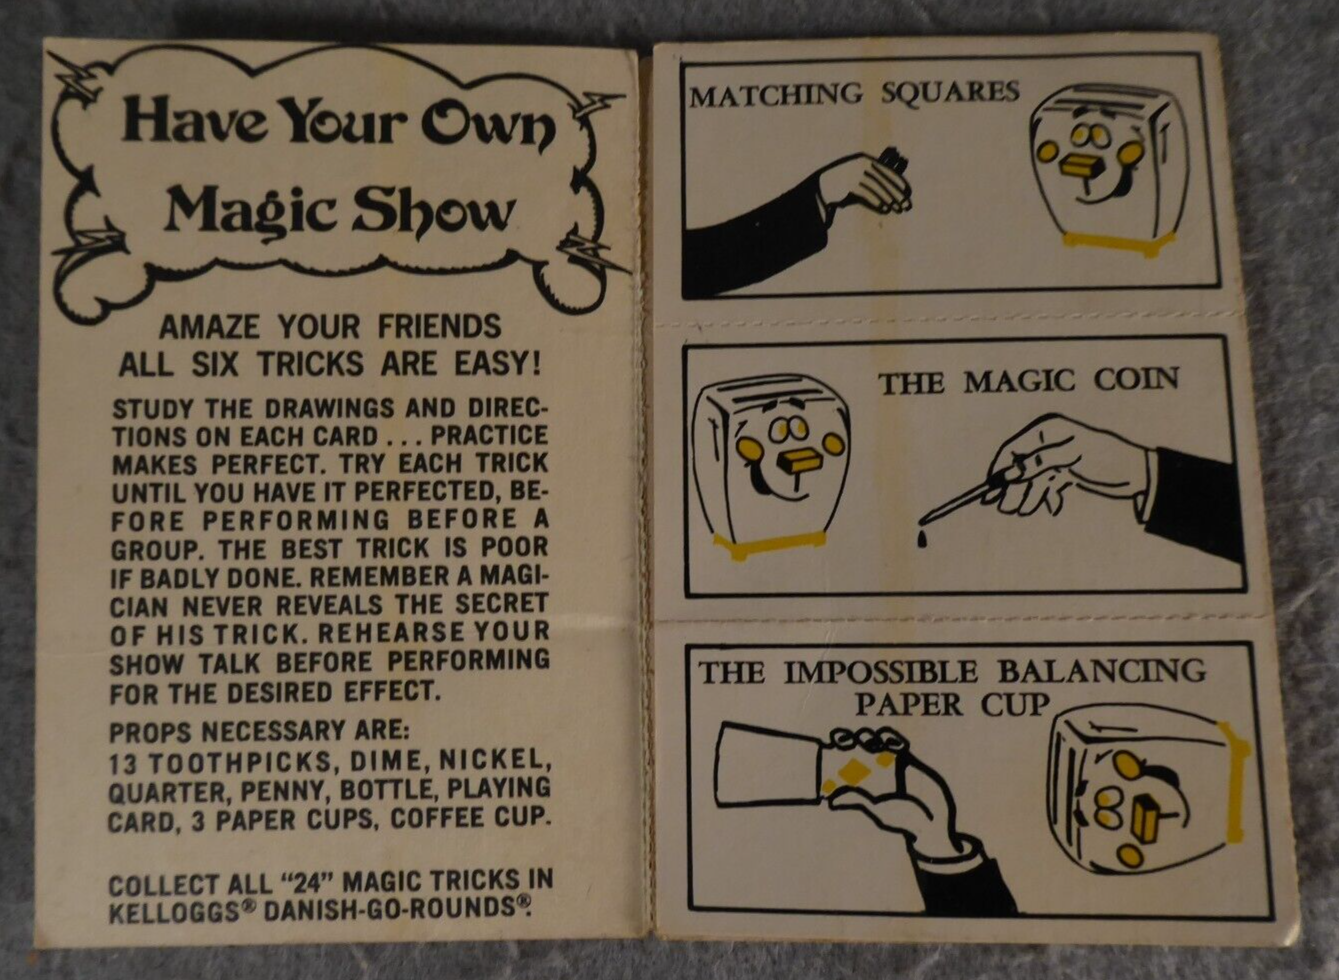 Have Your Own
Magic Show
AMAZE YOUR FRIENDS
ALL SIX TRICKS ARE EASY!
STUDY THE DRAWINGS AND DIREC-
TIONS ON EACH CARD ... PRACTICE
MAKES PERFECT. TRY EACH TRICK
UNTIL YOU HAVE IT PERFECTED, BE-
FORE PERFORMING BEFORE A
GROUP. THE BEST TRICK IS POOR
IF BADLY DONE. REMEMBER A MAGI-
CIAN NEVER REVEALS THE SECRET
OF HIS TRICK. REHEARSE YOUR
SHOW TALK BEFORE PERFORMING
FOR THE DESIRED EFFECT.
PROPS NECESSARY ARE:
13 TOOTHPICKS, DIME, NICKEL,
QUARTER, PENNY, BOTTLE, PLAYING
CARD, 3 PAPER CUPS, COFFEE CUP.
COLLECT ALL "24" MAGIC TRICKS IN
KELLOGGS® DANISH-GO-ROUNDS®.
MATCHING SQUARES
THE MAGIC COIN
THE IMPOSSIBLE BALANCING
PAPER CUP